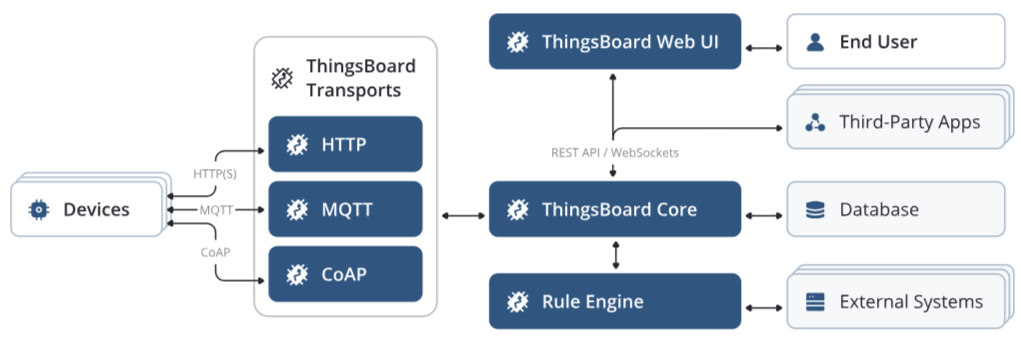 Devices
HTTP(S)
MQTT
CoAP
ThingsBoard
Transports
HTTP
MQTT
CoAP
ThingsBoard Web UI
End User
Third-Party Apps
REST API / WebSockets
ThingsBoard Core
Database
Rule Engine
External Systems